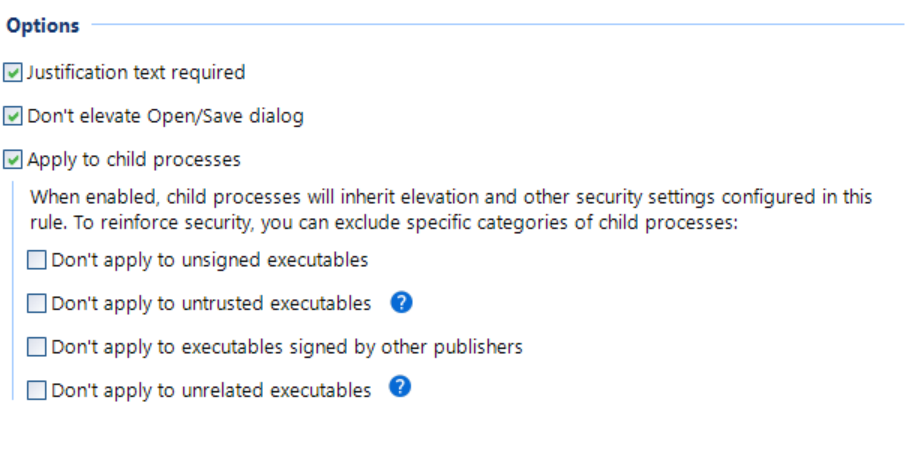 Options
Justification text required
Don't elevate Open/Save dialog
Apply to child processes
When enabled, child processes will inherit elevation and other security settings configured in this
rule. To reinforce security, you can exclude specific categories of child processes:
Don't apply to unsigned executables
Don't apply to untrusted executables ?
Don't apply to executables signed by other publishers
Don't apply to unrelated executables ?